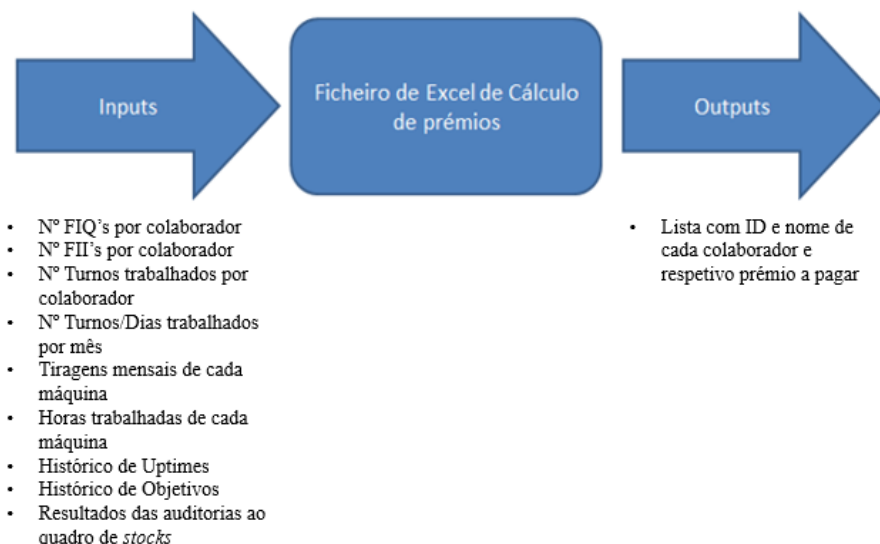 Inputs
Ficheiro de Excel de Cálculo
de prémios
Outputs
• Nº FIQ's por colaborador
• Nº FII's por colaborador
• Nº Turnos trabalhados por
colaborador
• Nº Turnos/Dias trabalhados
por mês
• Tiragens mensais de cada
máquina
• Horas trabalhadas de cada
máquina
• Histórico de Uptimes
• Histórico de Objetivos
• Resultados das auditorias ao
quadro de stocks
• Lista com ID e nome de
cada colaborador e
respetivo prémio a pagar